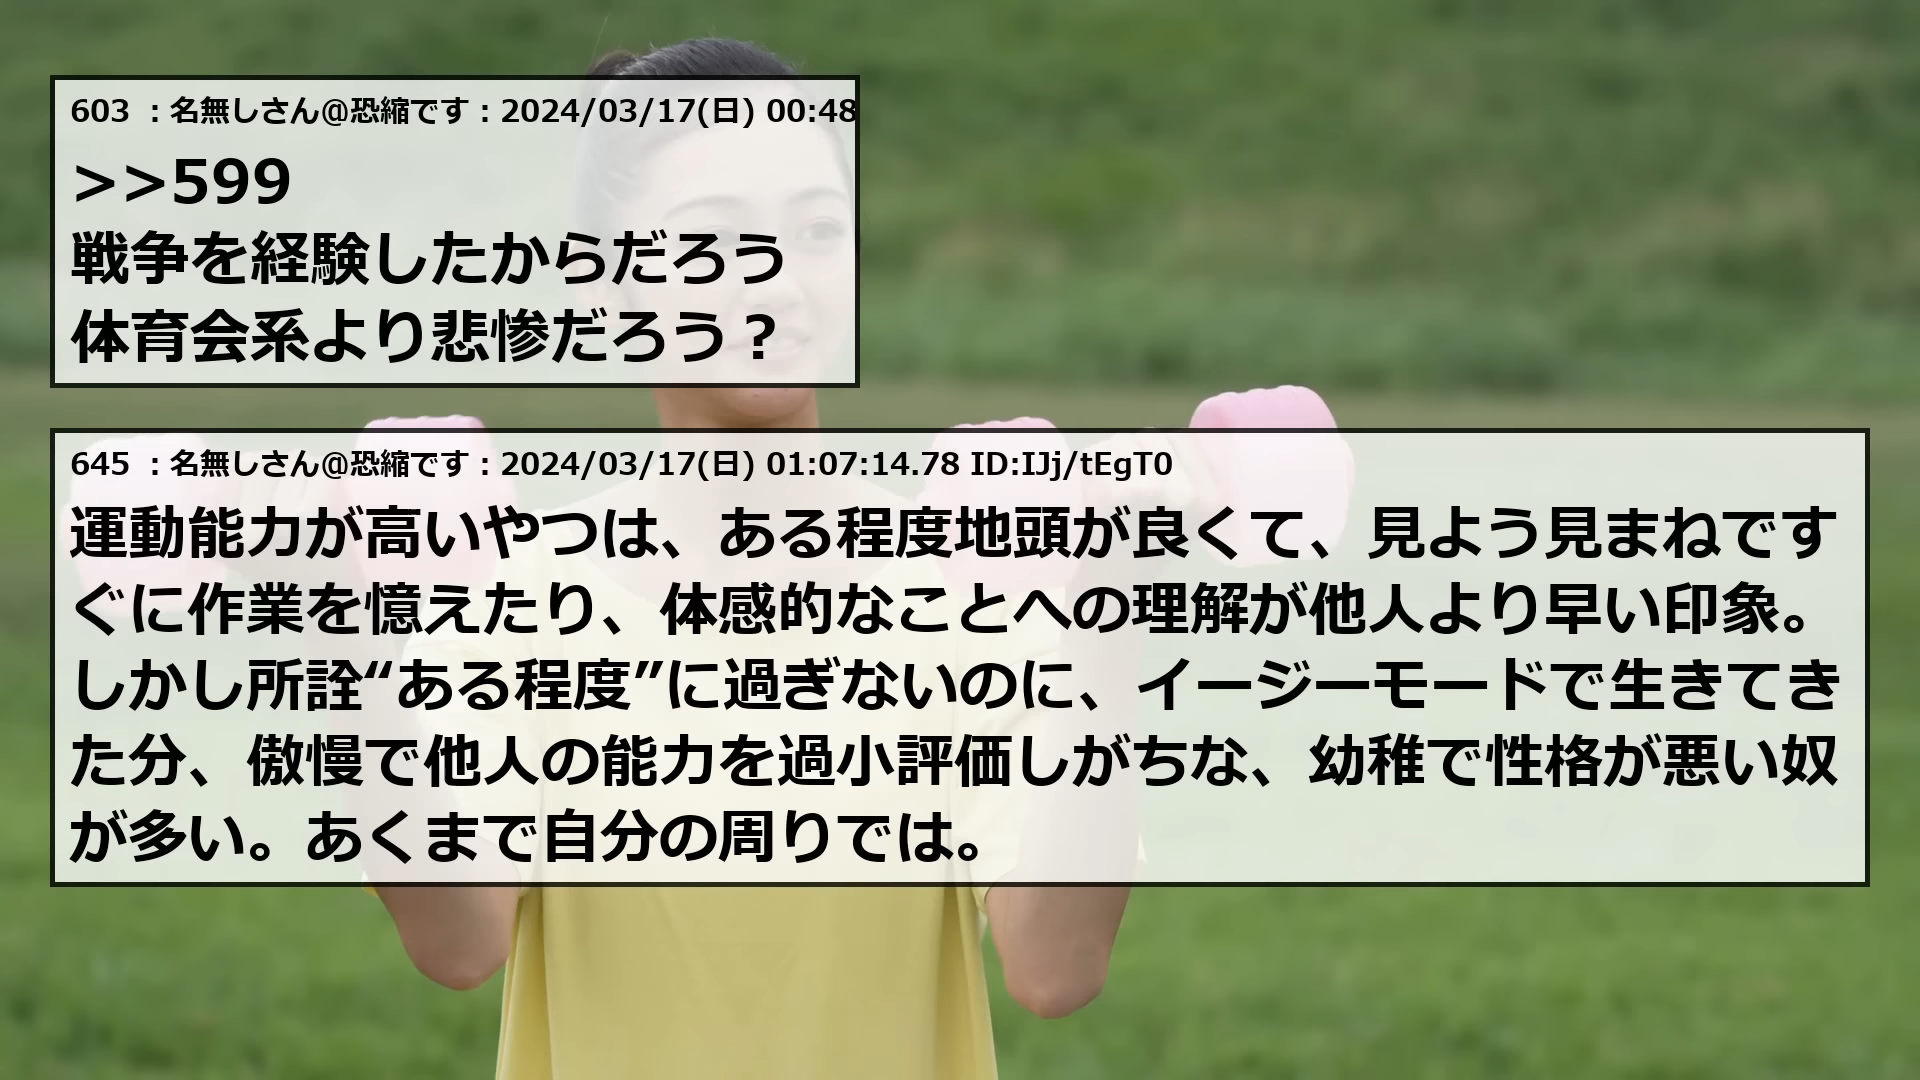 603 ：名無しさん@恐縮です：2024/03/17(日) 00:48
>>599
戦争を経験したからだろう
体育会系より悲惨だろう？
645 ：名無しさん@恐縮です：2024/03/17(日) 01:07:14.78 ID:IJj/tEgT0
運動能力が高いやつは、ある程度地頭が良くて、見よう見まねです
ぐに作業を憶えたり、体感的なことへの理解が他人より早い印象。
しかし所詮“ある程度”に過ぎないのに、イージーモードで生きてき
た分、傲慢で他人の能力を過小評価しがちな、幼稚で性格が悪い奴
が多い。あくまで自分の周りでは。